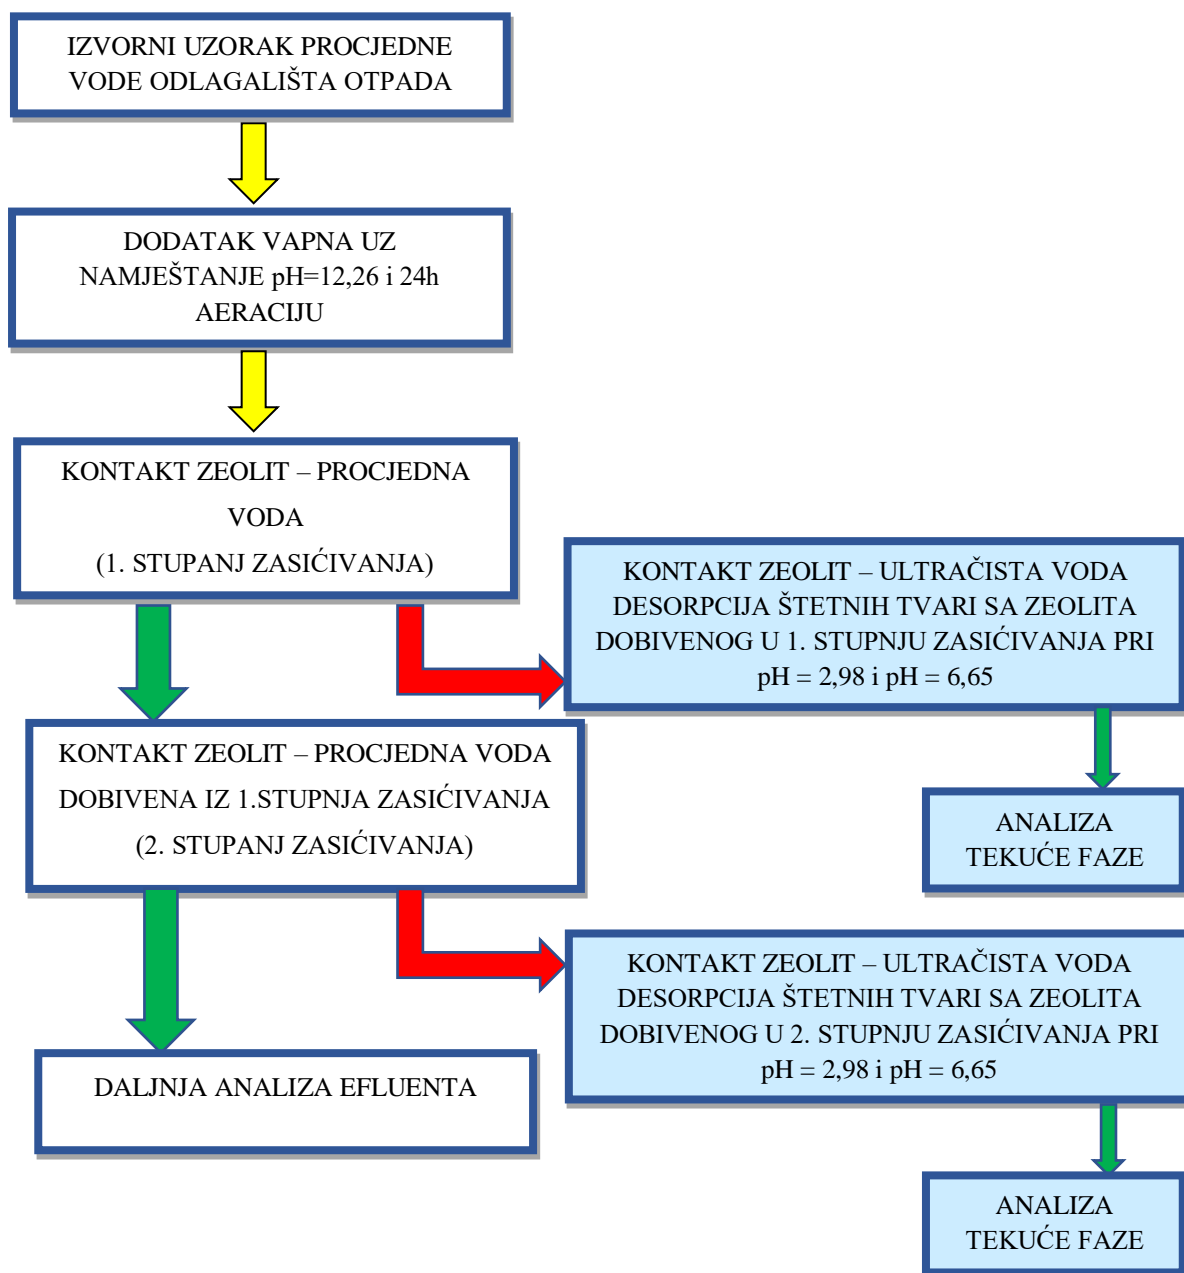 IZVORNI UZORAK PROCJEDNE
VODE ODLAGALIŠTA OTPADA
DODATAK VAPNA UZ
NAMJEŠTANJE pH=12,26 i 24h
AERACIJU
KONTAKT ZEOLIT – PROCJEDNA
VODA
(1. STUPANJ ZASIĆIVANJA)
KONTAKT ZEOLIT – ULTRAČISTA VODA
DESORPCIJA ŠTETNIH TVARI SA ZEOLITA
DOBIVENOG U 1. STUPNJU ZASIĆIVANJA PRI
pH = 2,98 i pH = 6,65
KONTAKT ZEOLIT – PROCJEDNA VODA
DOBIVENA IZ 1.STUPNJA ZASIĆIVANJA
(2. STUPANJ ZASIĆIVANJA)
ANALIZA
TEKUĆE FAZE
KONTAKT ZEOLIT – ULTRAČISTA VODA
DESORPCIJA ŠTETNIH TVARI SA ZEOLITA
DOBIVENOG U 2. STUPNJU ZASIĆIVANJA PRI
pH = 2,98 i pH = 6,65
DALJNJA ANALIZA EFLUENTA
ANALIZA
TEKUĆE FAZE